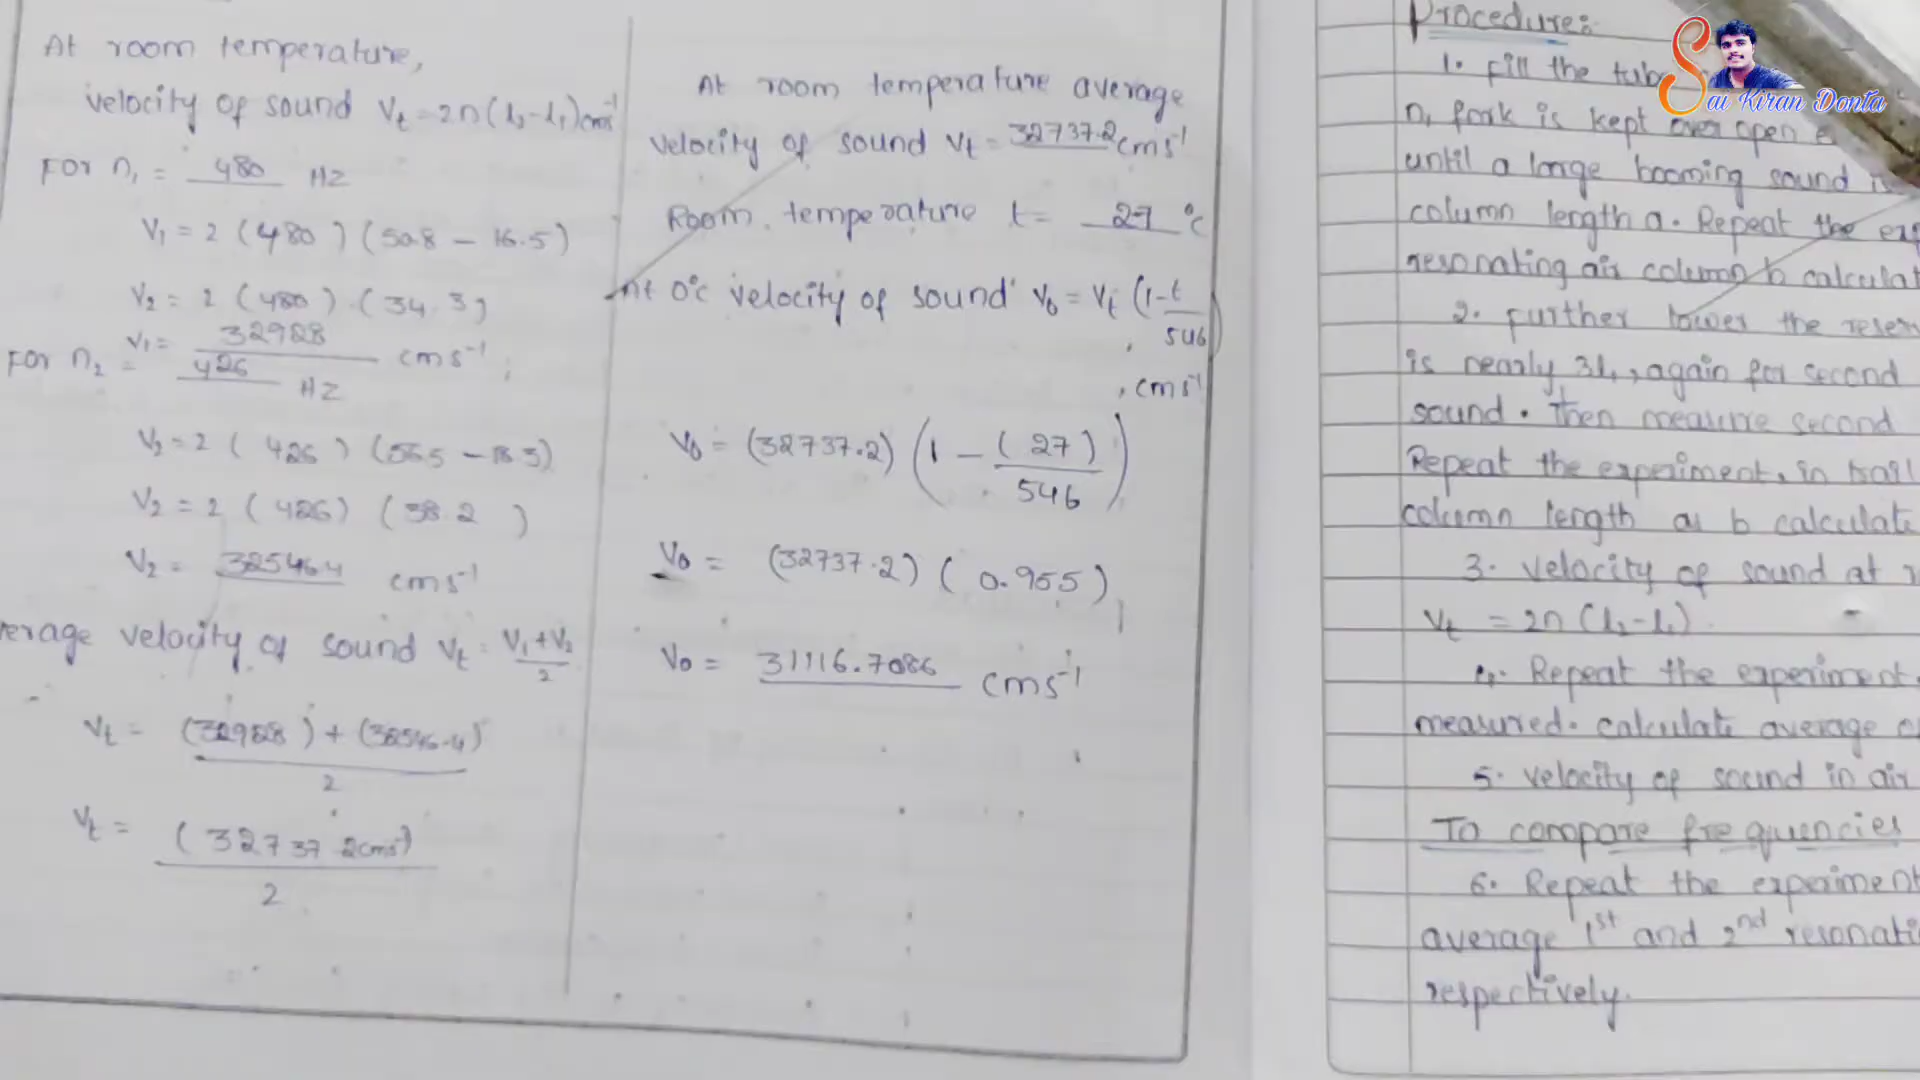 At room temperature,
velocity of sound Vt = 2n(l2-l1)cms-1
For n1 = 480 Hz
V1 = 2 (480) (50.8 - 16.5)
V2 = 2 (480) . (34.3)
V1 = 32928 cms-1
For n2 = 426 Hz
V2 = 2 ( 426 ) (56.5 - 18.3)
V2 = 2 ( 426) ( 38.2 )
V2 = 32546.4 cms-1
erage velocity of sound Vt = V1+V2/2
Vt = (32928) + (32546.4)/2
Vt = (32737.2cms-1)/2
At room temperature average
velocity of sound Vt = 32737.2 cms-1
Room temperature t = 27 °c
At 0°c velocity of sound V0 = Vt (1-t/546)
cms-1
V0 = (32737.2) (1 - (27)/546)
V0 = (32737.2) ( 0.955)
V0 = 31116.7086 cms-1
Procedure:
1. Fill the tube
n1 fork is kept over open e
until a large booming sound is
column length a. Repeat the exp
resonating air column b calculat
2. Further lower the reser
is nearly 3l1, again for second
sound. Then measure second
Repeat the experiment, in trail
column length as b calculate
3. velocity of sound at r
Vt = 2n (l2-l1).
4. Repeat the experiment
measured. calculate average of
5. velocity of sound in air
To compare frequencies
6. Repeat the experiment
average 1st and 2nd resonati
respectively.
Sai Kiran Donta